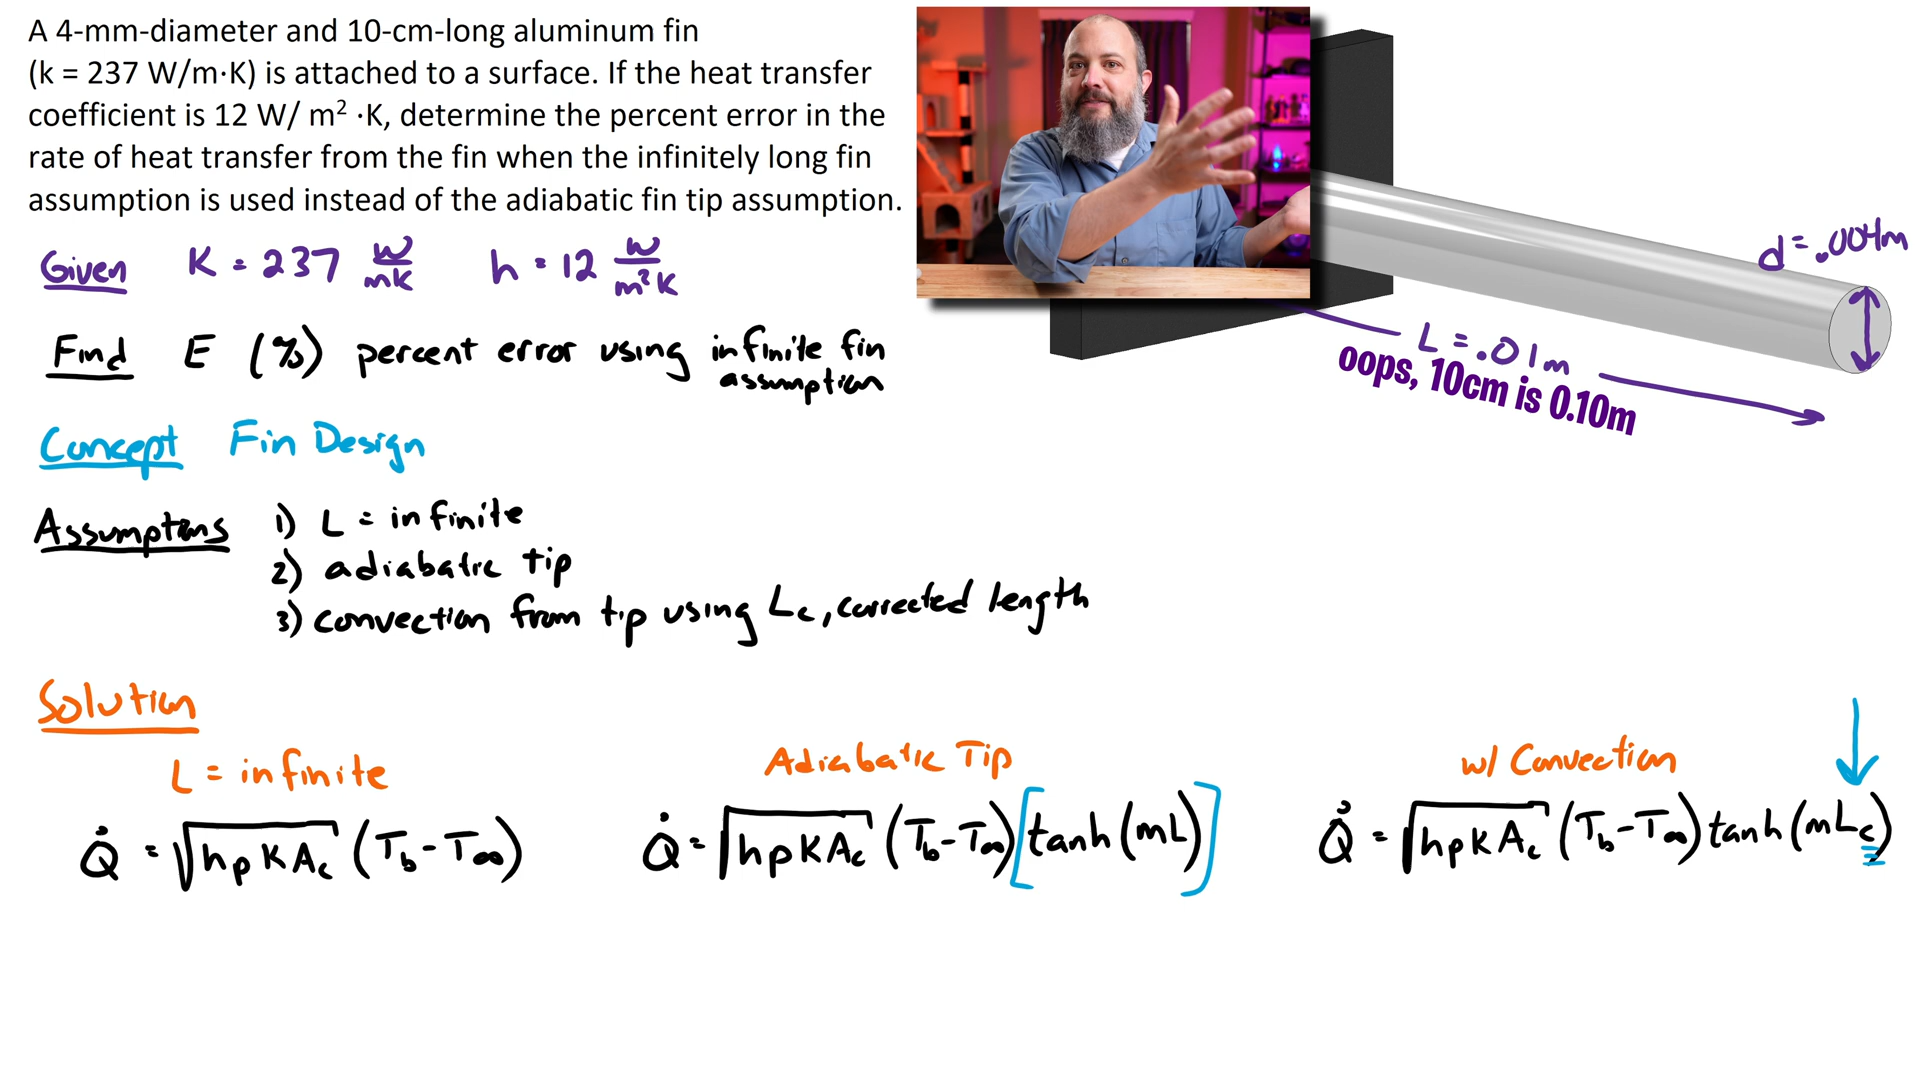 A 4-mm-diameter and 10-cm-long aluminum fin
(k = 237 W/m·K) is attached to a surface. If the heat transfer
coefficient is 12 W/ m² ·K, determine the percent error in the
rate of heat transfer from the fin when the infinitely long fin
assumption is used instead of the adiabatic fin tip assumption.
d = .004m
Given K = 237 W/mK h = 12 W/m²K
L = .01m
oops, 10cm is 0.10m
Find E (%) percent error using infinite fin
assumption
Concept Fin Design
Assumptions 1) L = infinite
2) adiabatic tip
3) convection from tip using Lc, corrected length
Solution
L = infinite
Q̇ = √hpKAc (Tb-T∞)
Adiabatic Tip
Q̇ = √hpKAc (Tb-T∞)[tanh(mL)]
w/ Convection
Q̇ = √hpKAc (Tb-T∞) tanh(mLc)